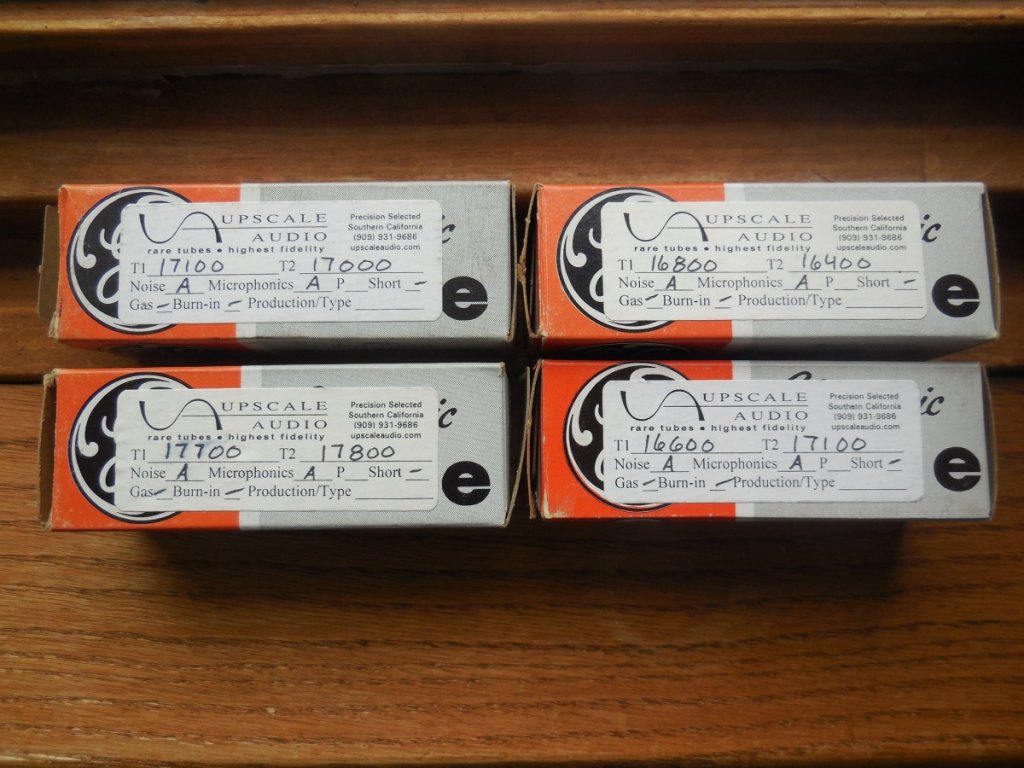 UPSCALE
AUDIO
rare tubes • highest fidelity
Precision Selected
Southern California
(909) 931-9686
upscaleaudio.com
T1 17100 T2 17000
Noise A Microphonics A P Short –
Gas – Burn-in – Production/Type
ic
e
UPSCALE
AUDIO
rare tubes • highest fidelity
Precision Selected
Southern California
(909) 931-9686
upscaleaudio.com
T1 16800 T2 16400
Noise A Microphonics A P Short –
Gas – Burn-in – Production/Type
ic
e
UPSCALE
AUDIO
rare tubes • highest fidelity
Precision Selected
Southern California
(909) 931-9686
upscaleaudio.com
T1 17700 T2 17800
Noise A Microphonics A P Short –
Gas – Burn-in – Production/Type
ic
e
UPSCALE
AUDIO
rare tubes • highest fidelity
Precision Selected
Southern California
(909) 931-9686
upscaleaudio.com
T1 16600 T2 17100
Noise A Microphonics A P Short –
Gas – Burn-in – Production/Type
ic
e